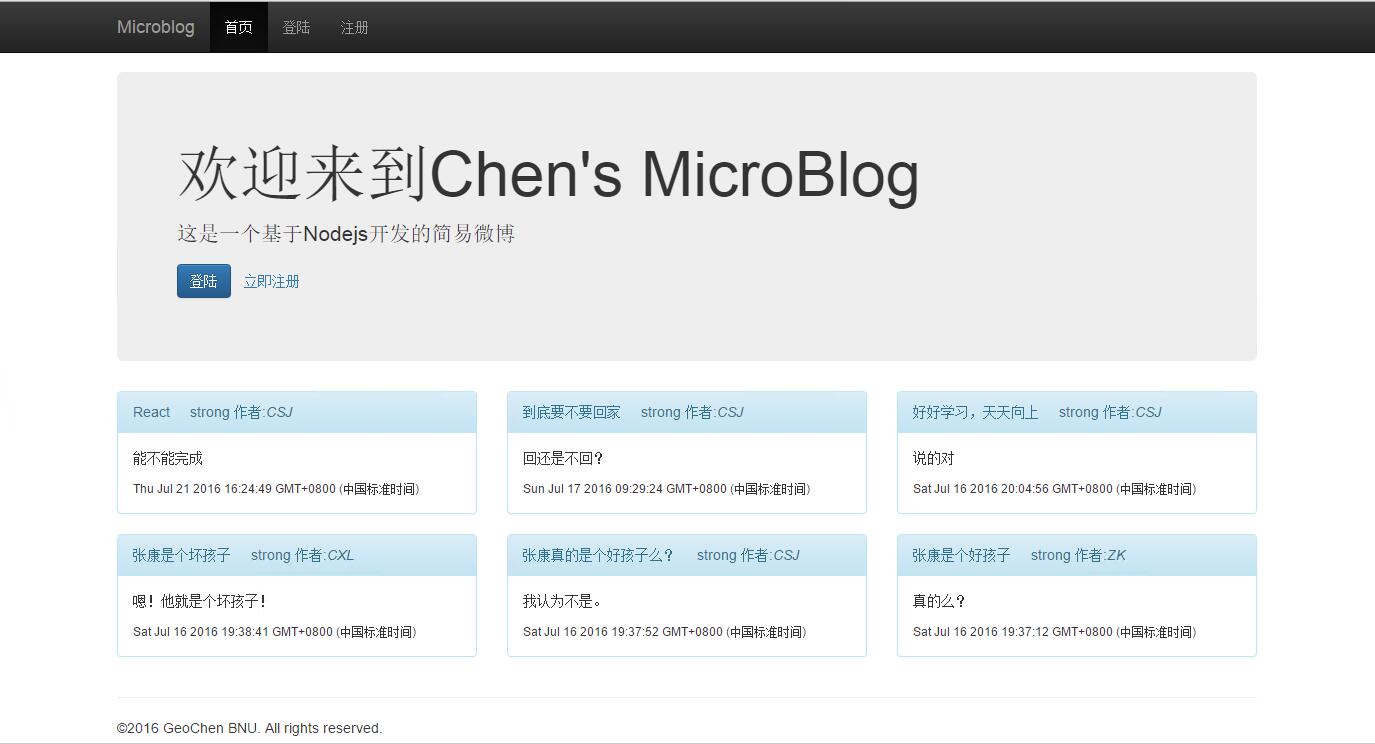 Microblog 首页 登陆 注册
欢迎来到Chen's MicroBlog
这是一个基于Nodejs开发的简易微博
登陆 立即注册
React strong 作者:CSJ
能不能完成
Thu Jul 21 2016 16:24:49 GMT+0800 (中国标准时间)
到底要不要回家 strong 作者:CSJ
回还是不回?
Sun Jul 17 2016 09:29:24 GMT+0800 (中国标准时间)
好好学习，天天向上 strong 作者:CSJ
说的对
Sat Jul 16 2016 20:04:56 GMT+0800 (中国标准时间)
张康是个坏孩子 strong 作者:CXL
嗯！他就是个坏孩子！
Sat Jul 16 2016 19:38:41 GMT+0800 (中国标准时间)
张康真的是个好孩子么？ strong 作者:CSJ
我认为不是。
Sat Jul 16 2016 19:37:52 GMT+0800 (中国标准时间)
张康是个好孩子 strong 作者:ZK
真的么？
Sat Jul 16 2016 19:37:12 GMT+0800 (中国标准时间)
©2016 GeoChen BNU. All rights reserved.